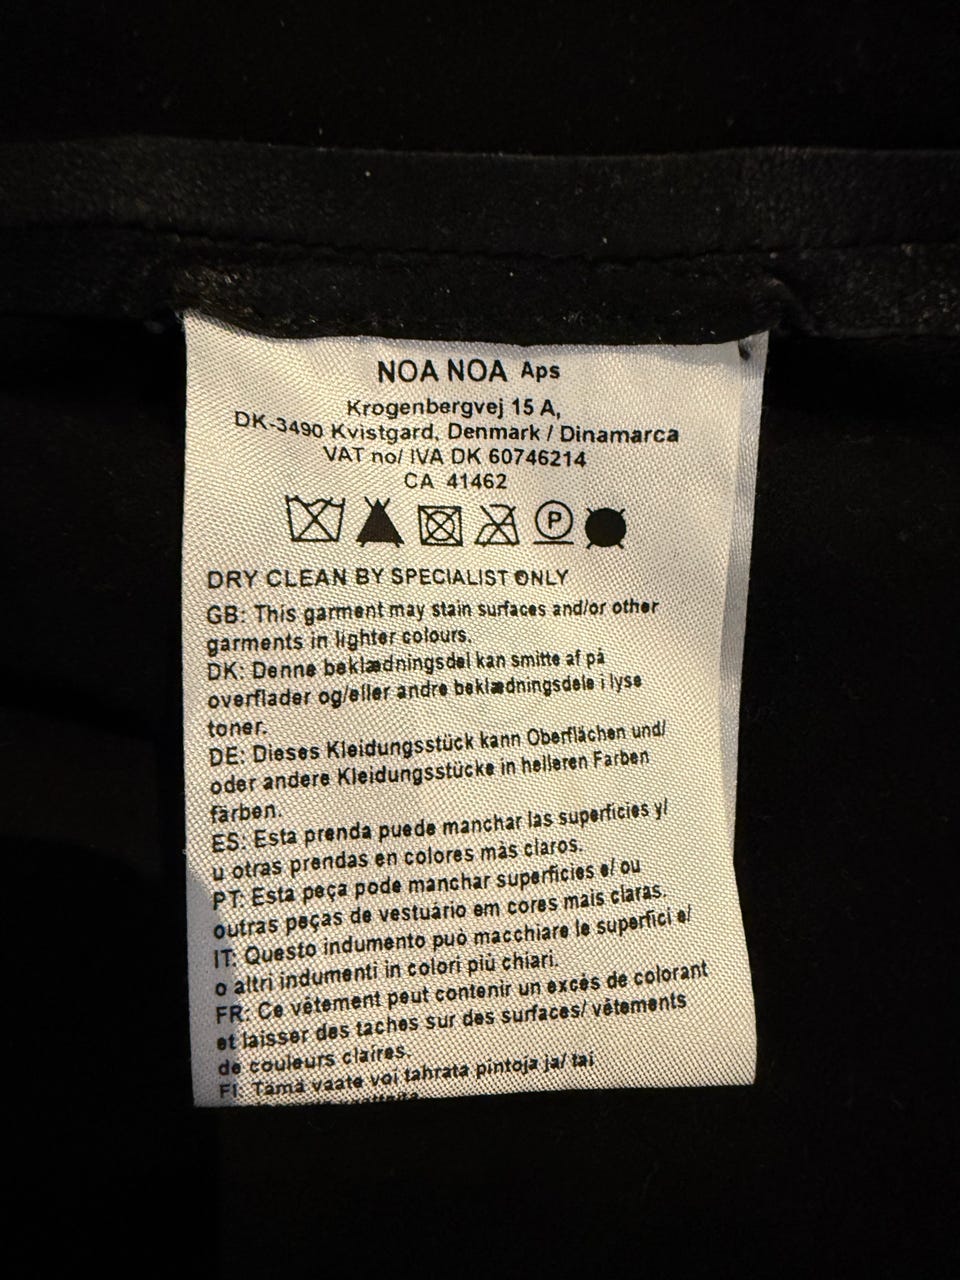 NOA NOA Aps
Krogenbergvej 15 A,
DK-3490 Kvistgard, Denmark / Dinamarca
VAT no/ IVA DK 60746214
CA 41462
P
DRY CLEAN BY SPECIALIST ONLY
GB: This garment may stain surfaces and/or other
garments in lighter colours.
DK: Denne beklædningsdel kan smitte af på
overflader og/eller andre beklædningsdele i lyse
toner.
DE: Dieses Kleidungsstück kann Oberflächen und/
oder andere Kleidungsstücke in helleren Farben
färben.
ES: Esta prenda puede manchar las superficies y/
u otras prendas en colores más claros.
PT: Esta peça pode manchar superfícies e/ ou
outras peças de vestuário em cores mais claras.
IT: Questo indumento può macchiare le superfici e/
o altri indumenti in colori più chiari.
FR: Ce vêtement peut contenir un excès de colorant
et laisser des taches sur des surfaces/ vêtements
de couleurs claires.
FI: Tämä vaate voi tahrata pintoja ja/ tai